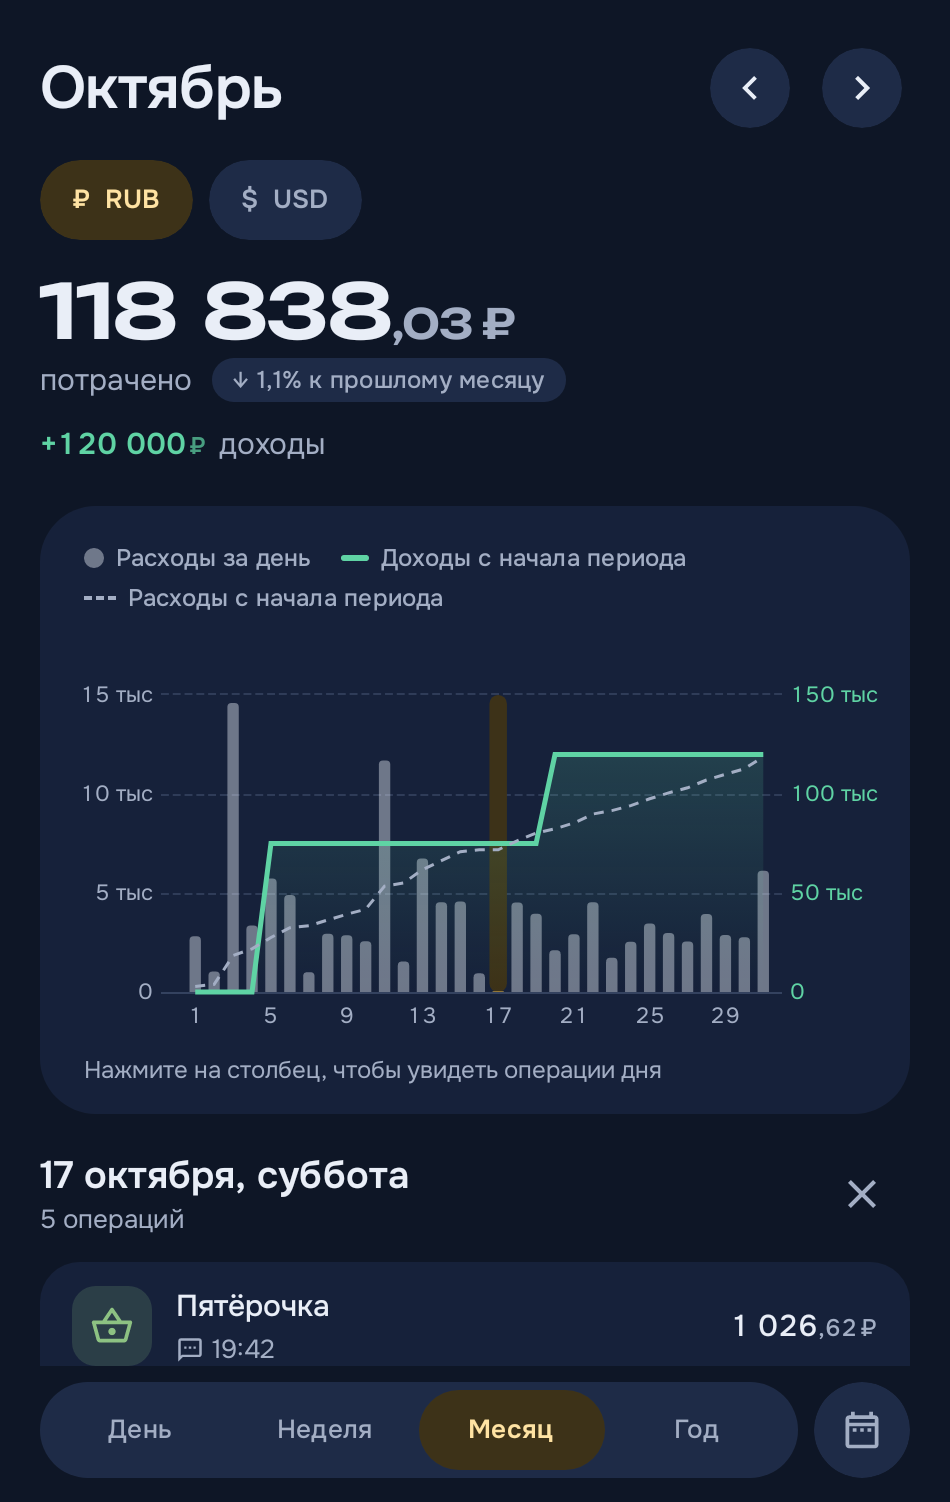 Октябрь
₽ RUB $ USD
118 838,03 ₽
потрачено ↓ 1,1% к прошлому месяцу
+120 000₽ доходы
Расходы за день Доходы с начала периода
Расходы с начала периода
15 тыс 150 тыс
10 тыс 100 тыс
5 тыс 50 тыс
0 0
1 5 9 13 17 21 25 29
Нажмите на столбец, чтобы увидеть операции дня
17 октября, суббота
5 операций
Пятёрочка
1 026,62 ₽
19:42
День Неделя Месяц Год